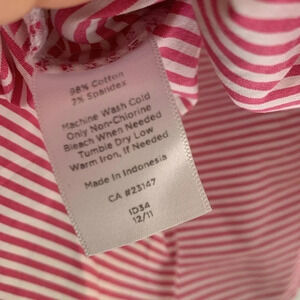 98% Cotton
2% Spandex
Machine Wash Cold
Only Non-Chlorine
Bleach When Needed
Tumble Dry Low
Warm Iron, If Needed
Made in Indonesia
CA #23147
ID34
12/11